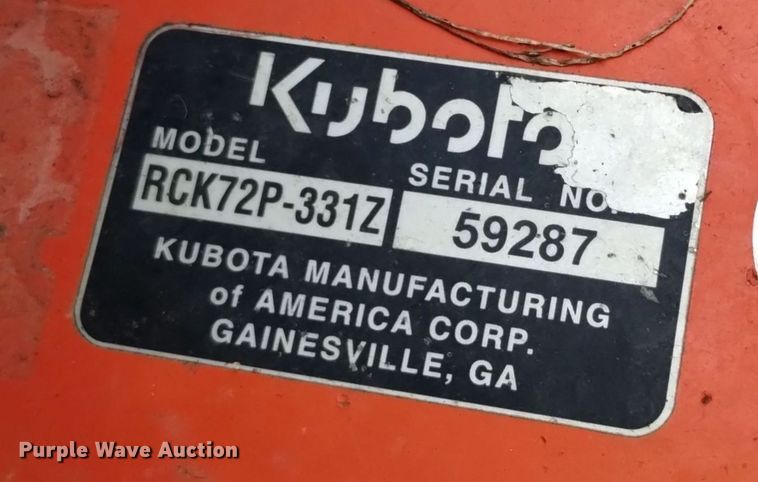 Kubota
MODEL
SERIAL NO.
RCK72P-331Z
59287
KUBOTA MANUFACTURING
of AMERICA CORP.
GAINESVILLE, GA
Purple Wave Auction